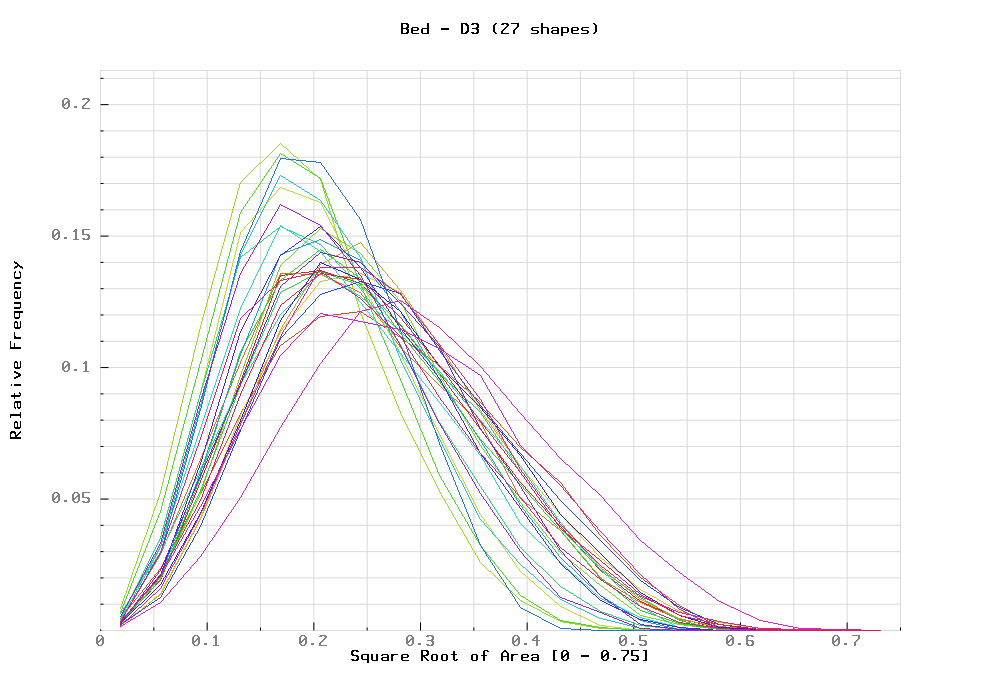 Bed - D3 (27 shapes)
Relative Frequency
0.2
0.15
0.1
0.05
0 0.1 0.2 0.3 0.4 0.5 0.6 0.7
Square Root of Area [0 - 0.75]